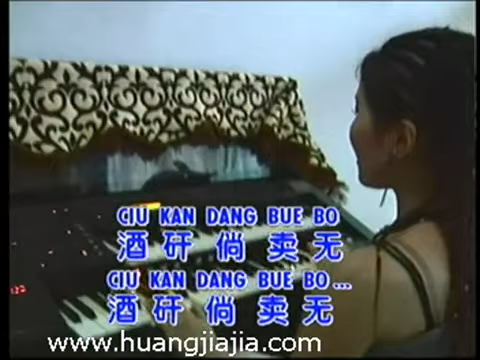 CIU KAN DANG BUE BO
酒矸倘卖无
CIU KAN DANG BUE BO...
酒矸倘卖无
www.huangjiajia.com